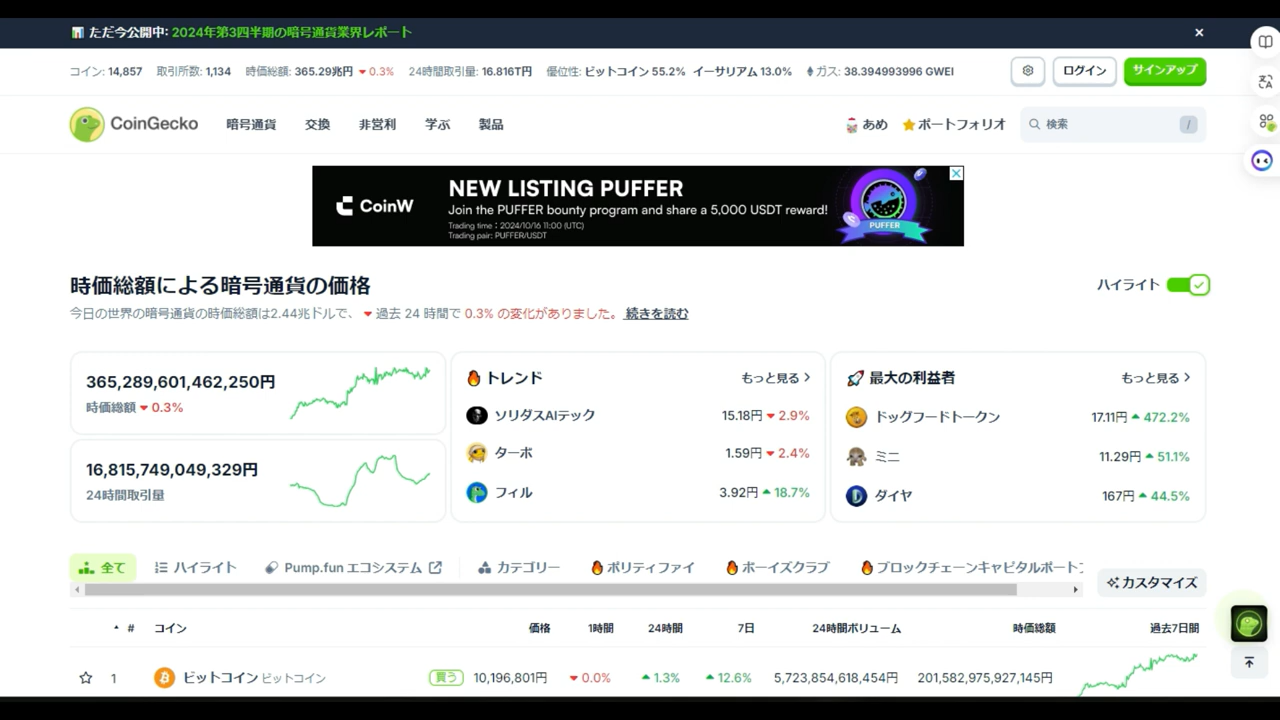 ただ今公開中: 2024年第3四半期の暗号通貨業界レポート
コイン: 14,857 取引所数: 1,134 時価総額: 365.29兆円 0.3% 24時間取引量: 16.816T円 優位性: ビットコイン 55.2% イーサリアム 13.0% ガス: 38.394993996 GWEI
ログイン
サインアップ
CoinGecko 暗号通貨 交換 非営利 学ぶ 製品 あめ ポートフォリオ 検索 /
CoinW
NEW LISTING PUFFER
Join the PUFFER bounty program and share a 5,000 USDT reward!
Trading time：2024/10/16 11:00 (UTC)
Trading pair: PUFFER/USDT
PUFFER
時価総額による暗号通貨の価格
ハイライト
今日の世界の暗号通貨の時価総額は2.44兆ドルで、 過去 24 時間で 0.3% の変化がありました。 続きを読む
365,289,601,462,250円
時価総額 0.3%
16,815,749,049,329円
24時間取引量
トレンド もっと見る
ソリダスAIテック 15.18円 2.9%
ターボ 1.59円 2.4%
フィル 3.92円 18.7%
最大の利益者 もっと見る
ドッグフードトークン 17.11円 472.2%
ミニ 11.29円 51.1%
ダイヤ 167円 44.5%
全て ハイライト Pump.fun エコシステム カテゴリー ポリティファイ ボーイズクラブ ブロックチェーンキャピタルポート
カスタマイズ
# コイン 価格 1時間 24時間 7日 24時間ボリューム 時価総額 過去7日間
1 ビットコイン ビットコイン 買う 10,196,801円 0.0% 1.3% 12.6% 5,723,854,618,454円 201,582,975,927,145円